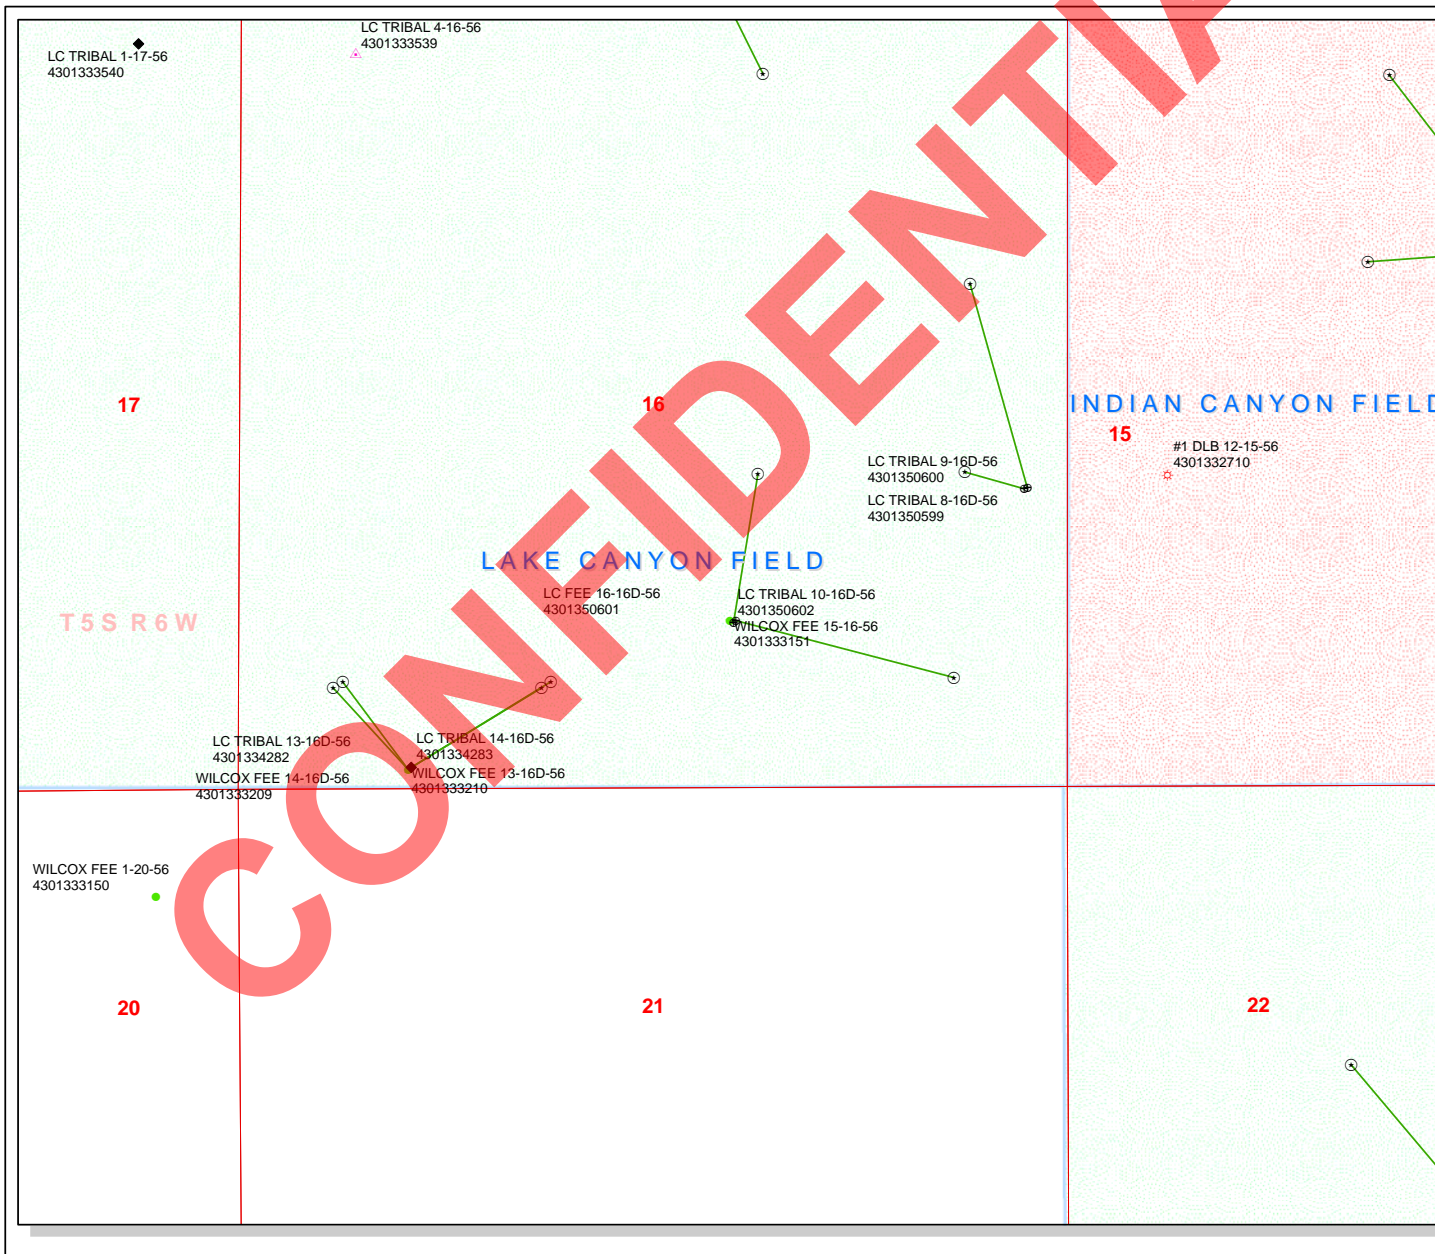 LC TRIBAL 4-16-56
4301333539
LC TRIBAL 1-17-56
4301333540
17
16
INDIAN CANYON FIELD
15
#1 DLB 12-15-56
4301332710
LC TRIBAL 9-16D-56
4301350600
LC TRIBAL 8-16D-56
4301350599
LAKE CANYON FIELD
LC FEE 16-16D-56
4301350601
LC TRIBAL 10-16D-56
4301350602
WILCOX FEE 15-16-56
4301333151
T5S R6W
LC TRIBAL 13-16D-56
4301334282
LC TRIBAL 14-16D-56
4301334283
WILCOX FEE 14-16D-56
4301333209
WILCOX FEE 13-16D-56
4301333210
WILCOX FEE 1-20-56
4301333150
20
21
22
CONFIDENTIA